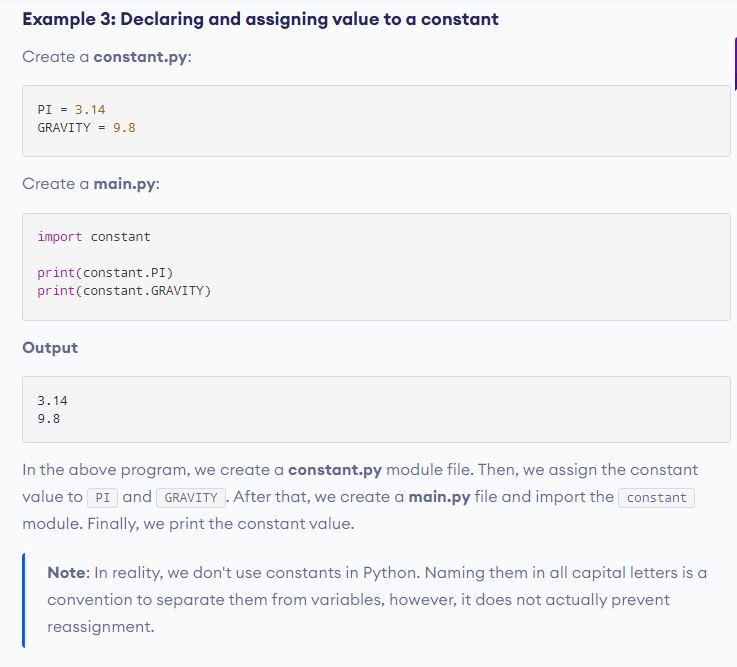 Example 3: Declaring and assigning value to a constant
Create a constant.py:
PI = 3.14
GRAVITY = 9.8
Create a main.py:
import constant
print(constant.PI)
print(constant.GRAVITY)
Output
3.14
9.8
In the above program, we create a constant.py module file. Then, we assign the constant
value to PI and GRAVITY. After that, we create a main.py file and import the constant
module. Finally, we print the constant value.
Note: In reality, we don't use constants in Python. Naming them in all capital letters is a
convention to separate them from variables, however, it does not actually prevent
reassignment.